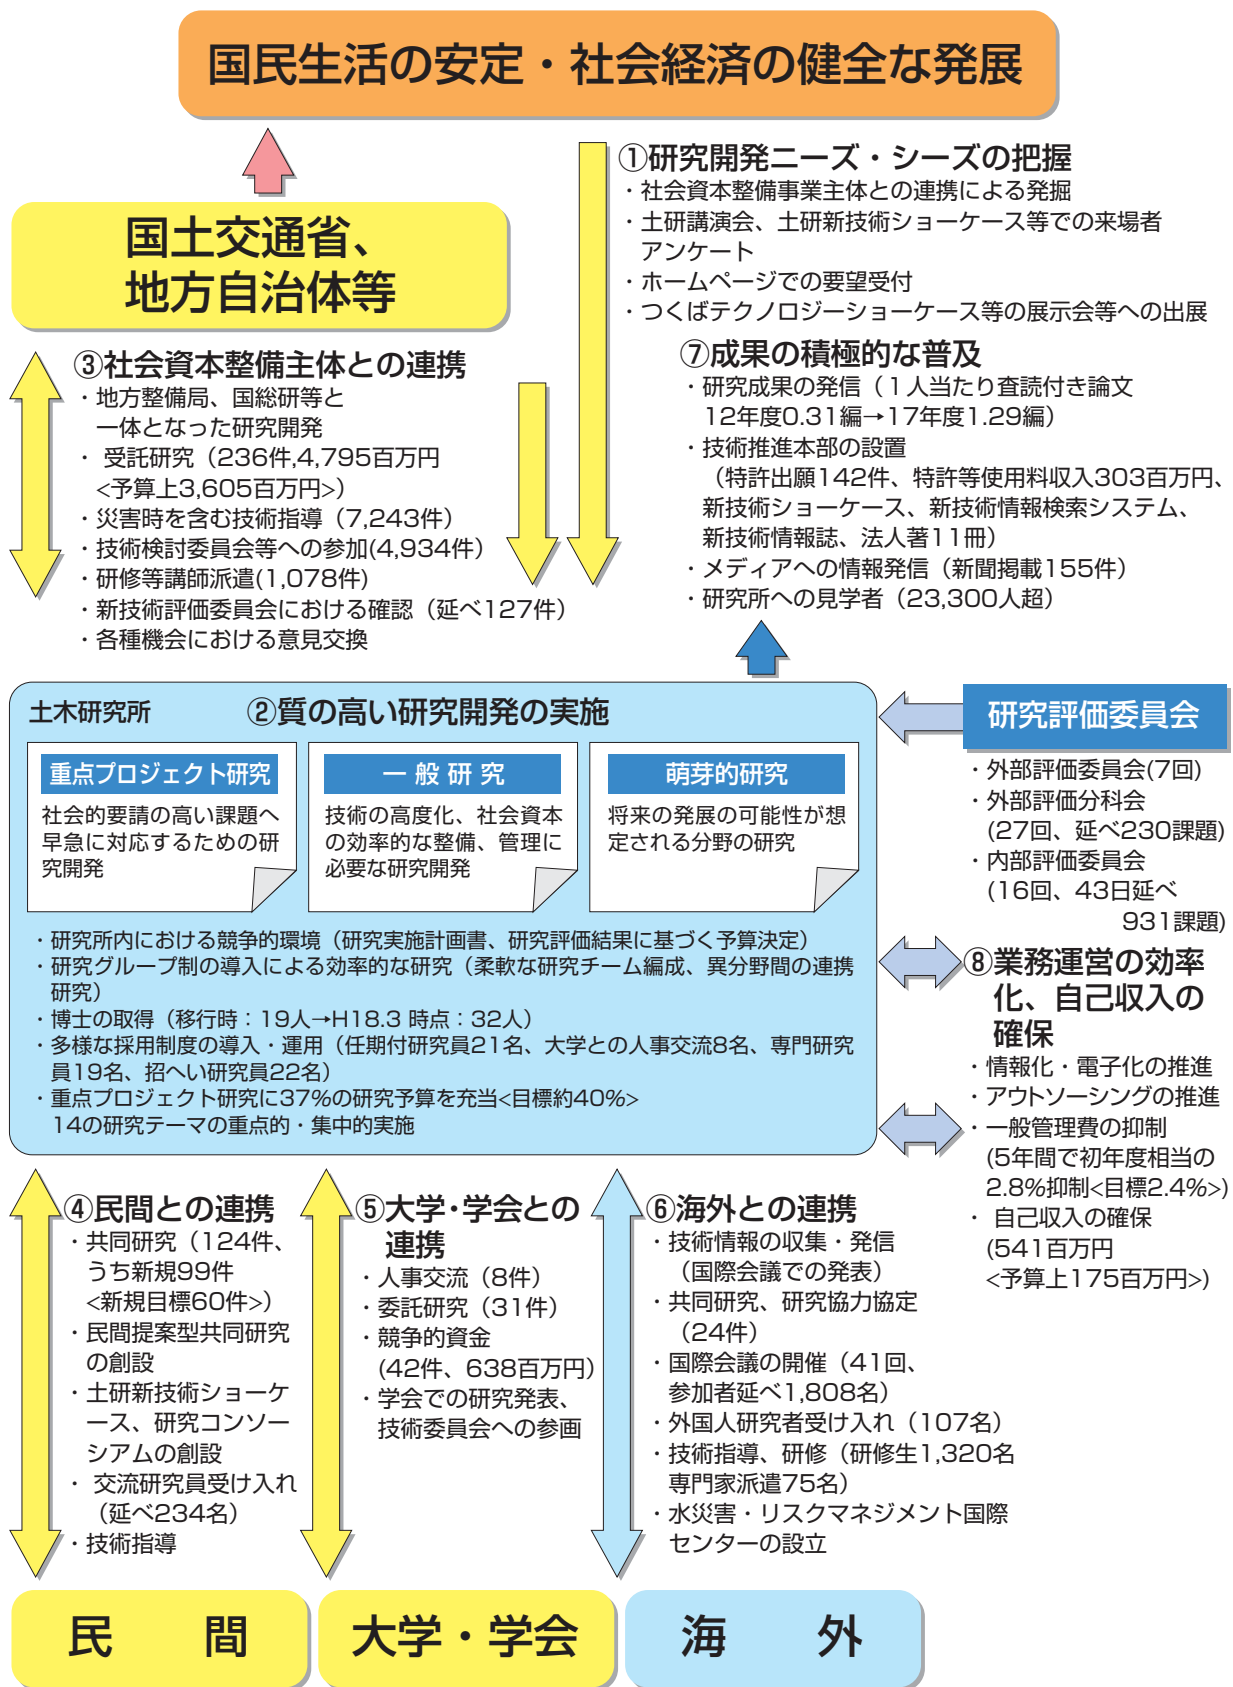 国民生活の安定・社会経済の健全な発展
①研究開発ニーズ・シーズの把握
・社会資本整備事業主体との連携による発掘
・土研講演会、土研新技術ショーケース等での来場者
アンケート
・ホームページでの要望受付
・つくばテクノロジーショーケース等の展示会等への出展
国土交通省、
地方自治体等
③社会資本整備主体との連携
・地方整備局、国総研等と
一体となった研究開発
・ 受託研究（236件,4,795百万円
<予算上3,605百万円>）
・災害時を含む技術指導（7,243件）
・技術検討委員会等への参加(4,934件）
・研修等講師派遣(1,078件)
・新技術評価委員会における確認（延べ127件）
・各種機会における意見交換
⑦成果の積極的な普及
・研究成果の発信（１人当たり査読付き論文
12年度0.31編→17年度1.29編）
・技術推進本部の設置
（特許出願142件、特許等使用料収入303百万円、
新技術ショーケース、新技術情報検索システム、
新技術情報誌、法人著11冊）
・メディアへの情報発信（新聞掲載155件）
・研究所への見学者（23,300人超）
土木研究所
②質の高い研究開発の実施
重点プロジェクト研究
社会的要請の高い課題へ
早急に対応するための研
究開発
一 般 研 究
技術の高度化、社会資本
の効率的な整備、管理に
必要な研究開発
萌芽的研究
将来の発展の可能性が想
定される分野の研究
・研究所内における競争的環境（研究実施計画書、研究評価結果に基づく予算決定）
・研究グループ制の導入による効率的な研究（柔軟な研究チーム編成、異分野間の連携
研究）
・博士の取得（移行時：19人→H18.3 時点：32人）
・多様な採用制度の導入・運用（任期付研究員21名、大学との人事交流8名、専門研究
員19名、招へい研究員22名）
・重点プロジェクト研究に37%の研究予算を充当<目標約40%>
14の研究テーマの重点的・集中的実施
研究評価委員会
・外部評価委員会(7回)
・外部評価分科会
(27回、延べ230課題)
・内部評価委員会
(16回、43日延べ
931課題)
⑧業務運営の効率
化、自己収入の
確保
・情報化・電子化の推進
・アウトソーシングの推進
・一般管理費の抑制
(5年間で初年度相当の
2.8%抑制<目標2.4%>)
・ 自己収入の確保
(541百万円
<予算上175百万円>)
④民間との連携
・共同研究（124件、
うち新規99件
<新規目標60件>）
・民間提案型共同研究
の創設
・土研新技術ショーケ
ース、研究コンソー
シアムの創設
・ 交流研究員受け入れ
（延べ234名）
・技術指導
⑤大学・学会との
連携
・人事交流（8件）
・委託研究（31件）
・競争的資金
(42件、638百万円）
・学会での研究発表、
技術委員会への参画
⑥海外との連携
・技術情報の収集・発信
（国際会議での発表）
・共同研究、研究協力協定
（24件）
・国際会議の開催（41回、
参加者延べ1,808名）
・外国人研究者受け入れ（107名）
・技術指導、研修（研修生1,320名
専門家派遣75名）
・水災害・リスクマネジメント国際
センターの設立
民　間
大学・学会
海　外